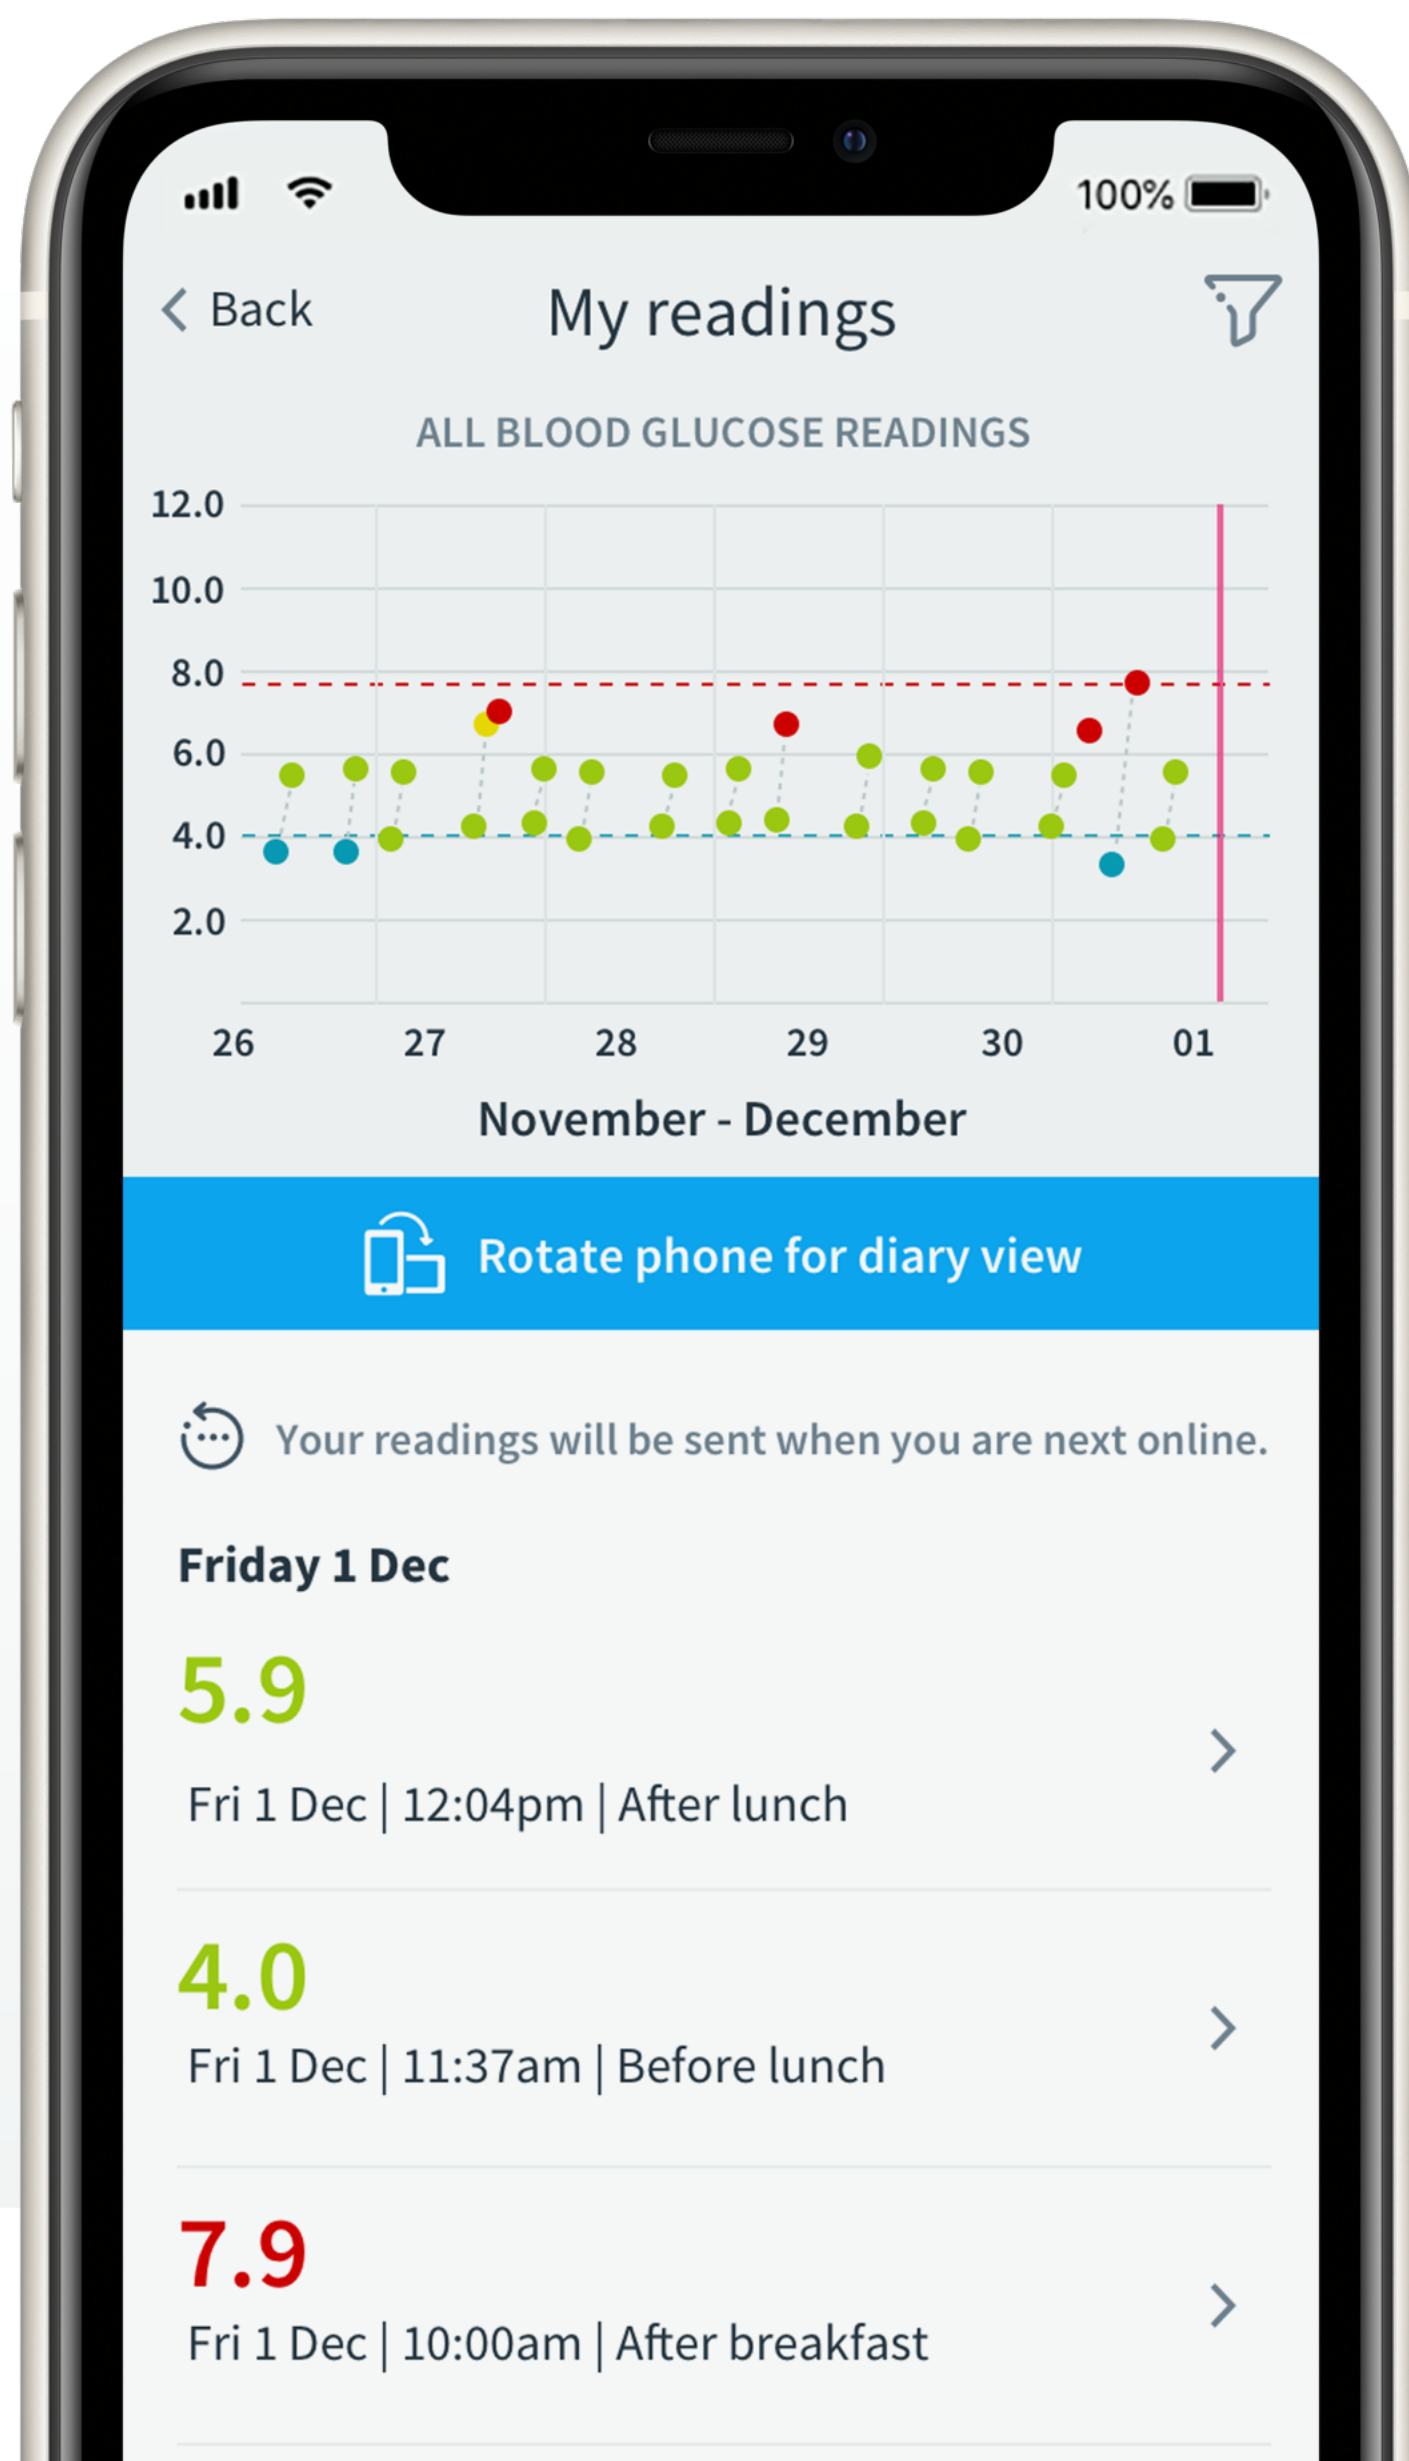 100%
Back
My readings
ALL BLOOD GLUCOSE READINGS
12.0
10.0
8.0
6.0
4.0
2.0
26 27 28 29 30 01
November - December
Rotate phone for diary view
Your readings will be sent when you are next online.
Friday 1 Dec
5.9
Fri 1 Dec | 12:04pm | After lunch
4.0
Fri 1 Dec | 11:37am | Before lunch
7.9
Fri 1 Dec | 10:00am | After breakfast